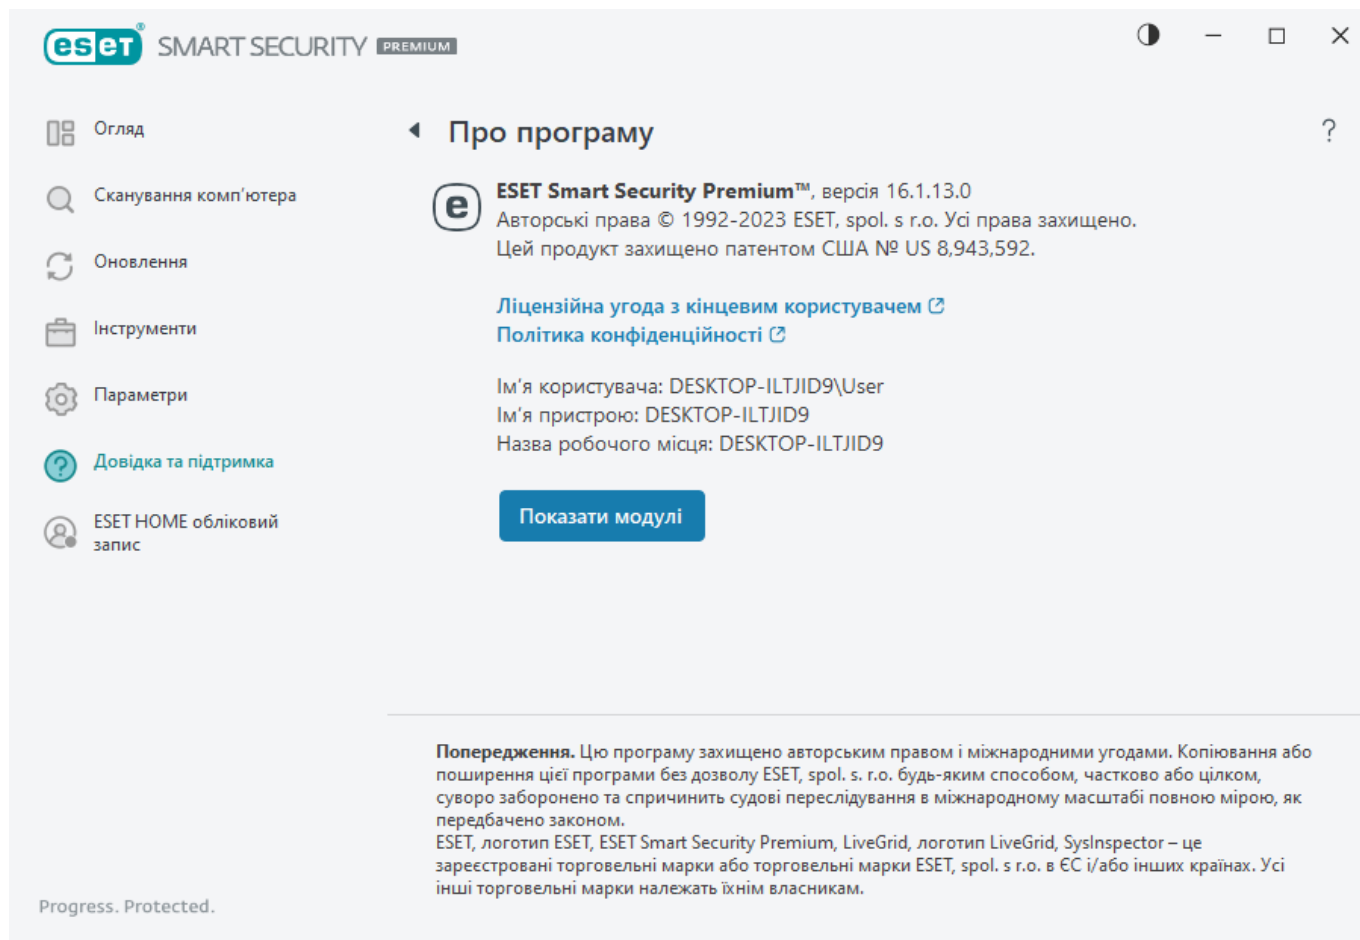 eset® SMART SECURITY PREMIUM
Огляд
Сканування комп'ютера
Оновлення
Інструменти
Параметри
Довідка та підтримка
ESET HOME обліковий
запис
Progress. Protected.
Про програму
?
ESET Smart Security Premium™, версія 16.1.13.0
Авторські права © 1992-2023 ESET, spol. s r.o. Усі права захищено.
Цей продукт захищено патентом США № US 8,943,592.
Ліцензійна угода з кінцевим користувачем
Політика конфіденційності
Ім'я користувача: DESKTOP-ILTJID9\User
Ім'я пристрою: DESKTOP-ILTJID9
Назва робочого місця: DESKTOP-ILTJID9
Показати модулі
Попередження. Цю програму захищено авторським правом і міжнародними угодами. Копіювання або
поширення цієї програми без дозволу ESET, spol. s. r.o. будь-яким способом, частково або цілком,
суворо заборонено та спричинить судові переслідування в міжнародному масштабі повною мірою, як
передбачено законом.
ESET, логотип ESET, ESET Smart Security Premium, LiveGrid, логотип LiveGrid, SysInspector – це
зареєстровані торговельні марки або торговельні марки ESET, spol. s r.o. в ЄС і/або інших країнах. Усі
інші торговельні марки належать їхнім власникам.